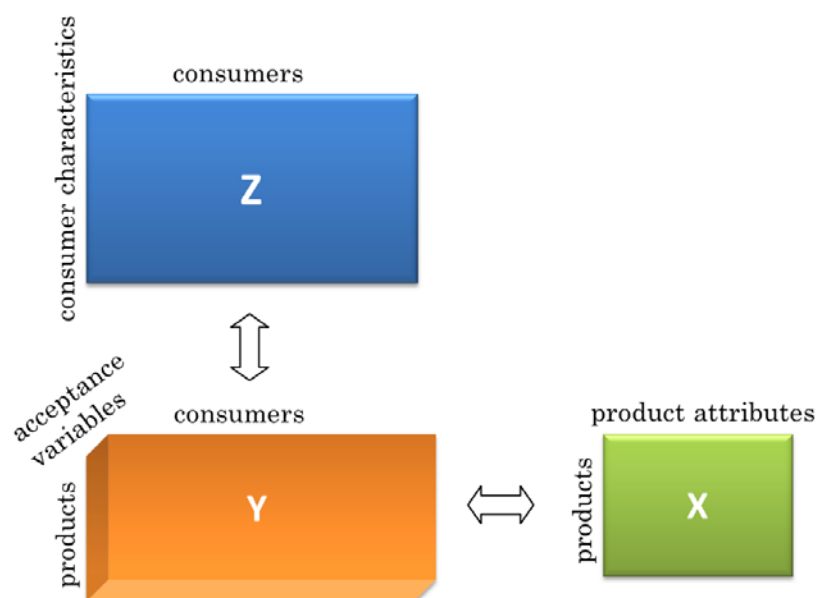 consumers
consumer characteristics
Z
acceptance
variables
consumers
products
Y
product attributes
products
X